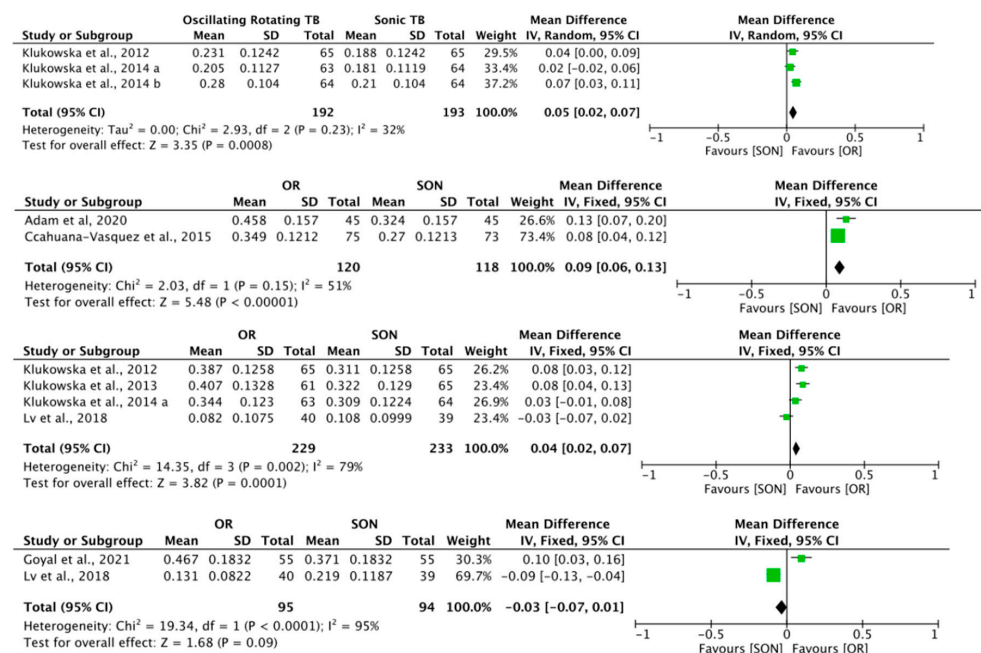 Oscillating Rotating TB Sonic TB Mean Difference Mean Difference
Study or Subgroup Mean SD Total Mean SD Total Weight IV, Random, 95% CI IV, Random, 95% CI
Klukowska et al., 2012 0.231 0.1242 65 0.188 0.1242 65 29.5% 0.04 [0.00, 0.09]
Klukowska et al., 2014 a 0.205 0.1127 63 0.181 0.1119 64 33.4% 0.02 [-0.02, 0.06]
Klukowska et al., 2014 b 0.28 0.104 64 0.21 0.104 64 37.2% 0.07 [0.03, 0.11]
Total (95% CI) 192 193 100.0% 0.05 [0.02, 0.07]
Heterogeneity: Tau² = 0.00; Chi² = 2.93, df = 2 (P = 0.23); I² = 32%
Test for overall effect: Z = 3.35 (P = 0.0008)
-1 -0.5 0 0.5 1
Favours [SON] Favours [OR]
OR SON Mean Difference Mean Difference
Study or Subgroup Mean SD Total Mean SD Total Weight IV, Fixed, 95% CI IV, Fixed, 95% CI
Adam et al, 2020 0.458 0.157 45 0.324 0.157 45 26.6% 0.13 [0.07, 0.20]
Ccahuana-Vasquez et al., 2015 0.349 0.1212 75 0.27 0.1213 73 73.4% 0.08 [0.04, 0.12]
Total (95% CI) 120 118 100.0% 0.09 [0.06, 0.13]
Heterogeneity: Chi² = 2.03, df = 1 (P = 0.15); I² = 51%
Test for overall effect: Z = 5.48 (P < 0.00001)
-1 -0.5 0 0.5 1
Favours [SON] Favours [OR]
OR SON Mean Difference Mean Difference
Study or Subgroup Mean SD Total Mean SD Total Weight IV, Fixed, 95% CI IV, Fixed, 95% CI
Klukowska et al., 2012 0.387 0.1258 65 0.311 0.1258 65 26.2% 0.08 [0.03, 0.12]
Klukowska et al., 2013 0.407 0.1328 61 0.322 0.129 65 23.4% 0.08 [0.04, 0.13]
Klukowska et al., 2014 a 0.344 0.123 63 0.309 0.1224 64 26.9% 0.03 [-0.01, 0.08]
Lv et al., 2018 0.082 0.1075 40 0.108 0.0999 39 23.4% -0.03 [-0.07, 0.02]
Total (95% CI) 229 233 100.0% 0.04 [0.02, 0.07]
Heterogeneity: Chi² = 14.35, df = 3 (P = 0.002); I² = 79%
Test for overall effect: Z = 3.82 (P = 0.0001)
-1 -0.5 0 0.5 1
Favours [SON] Favours [OR]
OR SON Mean Difference Mean Difference
Study or Subgroup Mean SD Total Mean SD Total Weight IV, Fixed, 95% CI IV, Fixed, 95% CI
Goyal et al., 2021 0.467 0.1832 55 0.371 0.1832 55 30.3% 0.10 [0.03, 0.16]
Lv et al., 2018 0.131 0.0822 40 0.219 0.1187 39 69.7% -0.09 [-0.13, -0.04]
Total (95% CI) 95 94 100.0% -0.03 [-0.07, 0.01]
Heterogeneity: Chi² = 19.34, df = 1 (P < 0.0001); I² = 95%
Test for overall effect: Z = 1.68 (P = 0.09)
-1 -0.5 0 0.5 1
Favours [SON] Favours [OR]